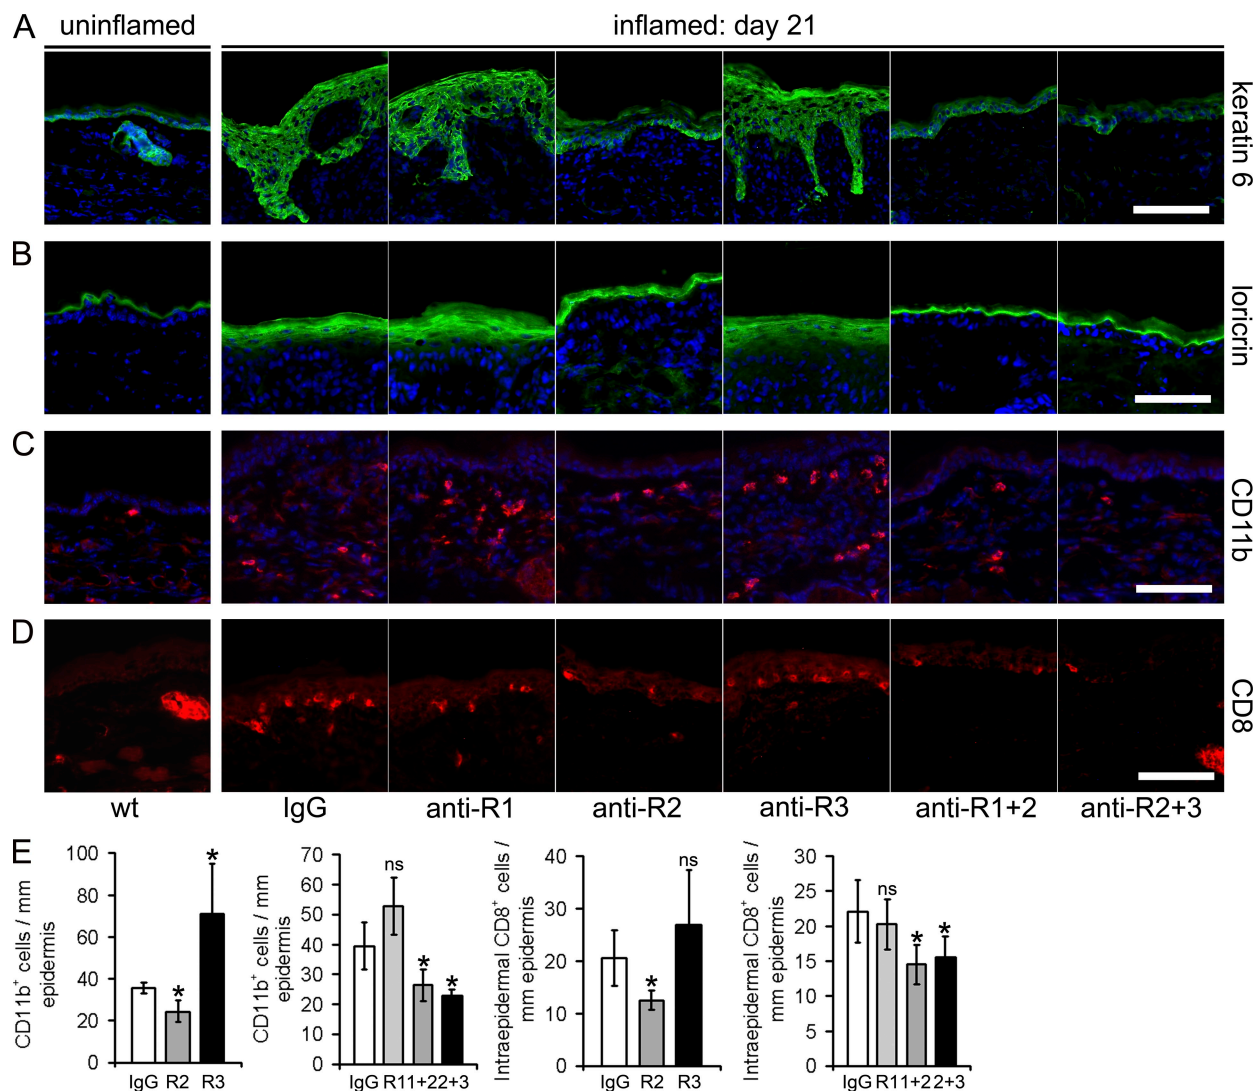 A uninflamed inflamed: day 21
keratin 6
B
loricrin
C
CD11b
D
CD8
wt IgG anti-R1 anti-R2 anti-R3 anti-R1+2 anti-R2+3
E
CD11b+ cells / mm
epidermis
100
80
60
40
20
0
*
*
IgG R2 R3
CD11b+ cells / mm
epidermis
70
60
50
40
30
20
10
0
ns
*
*
IgG R1 1+2 2+3
Intraepidermal CD8+ cells /
mm epidermis
40
30
20
10
0
ns
*
IgG R2 R3
Intraepidermal CD8+ cells /
mm epidermis
30
25
20
15
10
5
0
ns
*
*
IgG R1 1+2 2+3